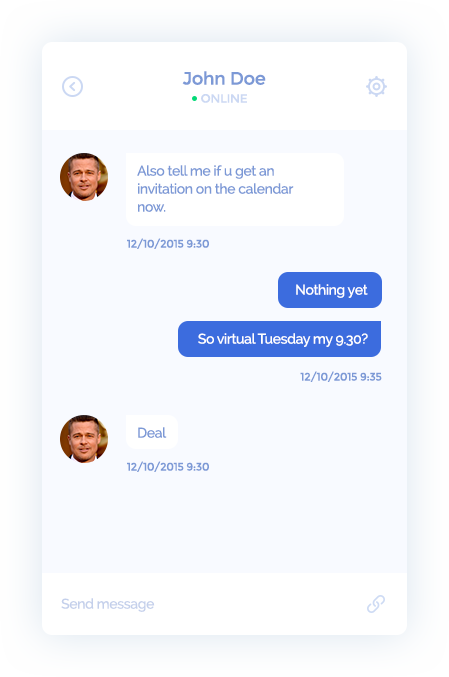 John Doe
ONLINE
Also tell me if u get an
invitation on the calendar
now.
12/10/2015 9:30
Nothing yet
So virtual Tuesday my 9.30?
12/10/2015 9:35
Deal
12/10/2015 9:30
Send message